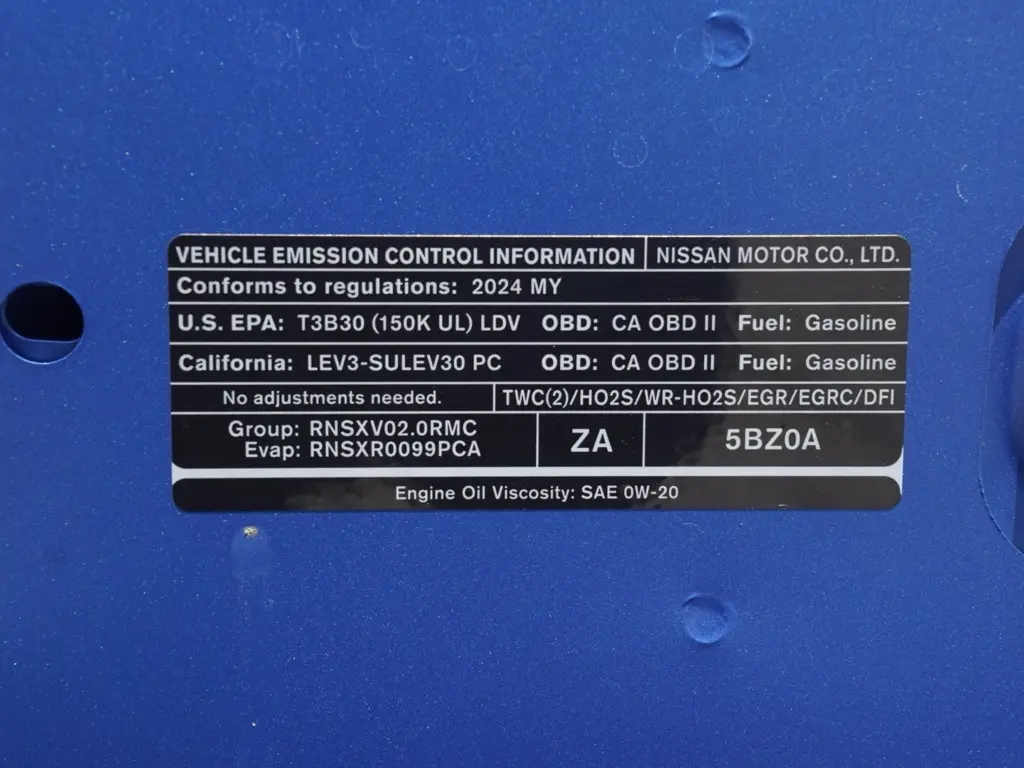 VEHICLE EMISSION CONTROL INFORMATION NISSAN MOTOR CO., LTD.
Conforms to regulations: 2024 MY
U.S. EPA: T3B30 (150K UL) LDV OBD: CA OBD II Fuel: Gasoline
California: LEV3-SULEV30 PC OBD: CA OBD II Fuel: Gasoline
No adjustments needed. TWC(2)/HO2S/WR-HO2S/EGR/EGRC/DFI
Group: RNSXV02.0RMC
Evap: RNSXR0099PCA
ZA
5BZ0A
Engine Oil Viscosity: SAE 0W-20